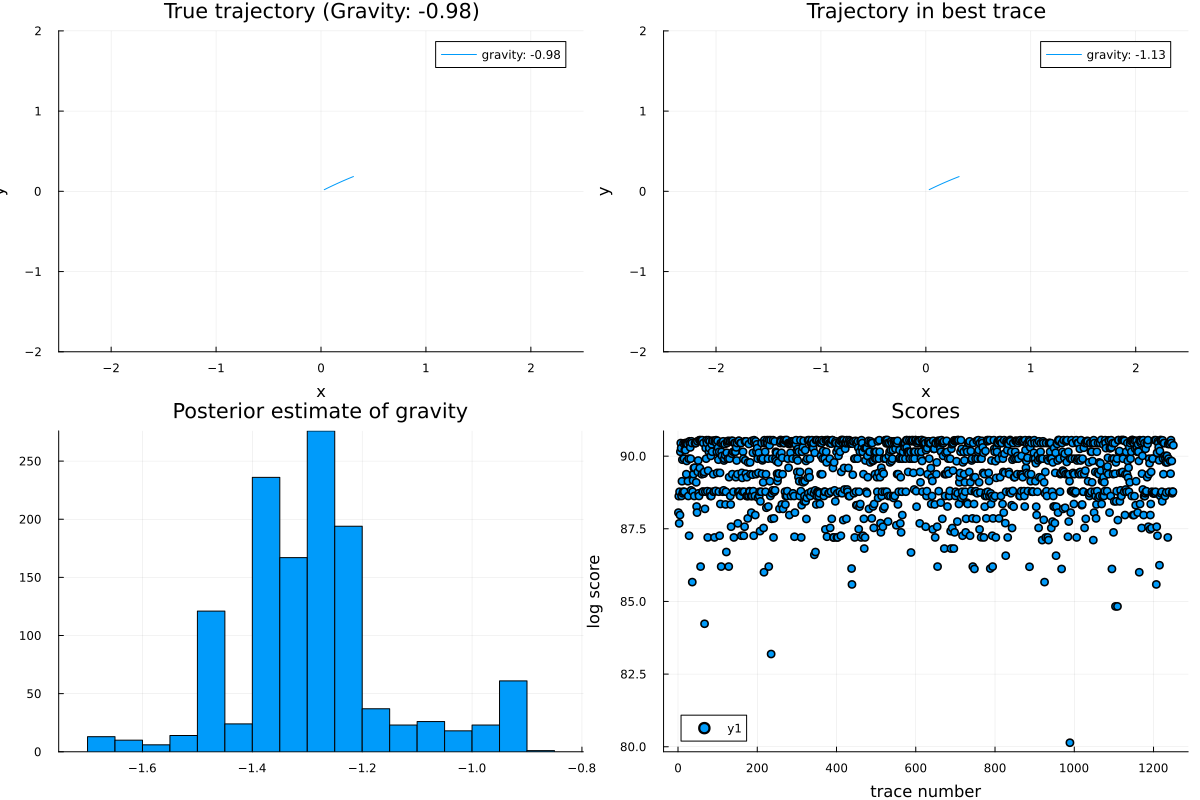 True trajectory (Gravity: -0.98)
gravity: -0.98
2
1
0
−1
−2
−2 −1 0 1 2
x
y
Trajectory in best trace
gravity: -1.13
2
1
0
−1
−2
−2 −1 0 1 2
x
y
Posterior estimate of gravity
250
200
150
100
50
0
−1.6 −1.4 −1.2 −1.0 −0.8
Scores
log score
90.0
87.5
85.0
82.5
80.0
y1
0 200 400 600 800 1000 1200
trace number